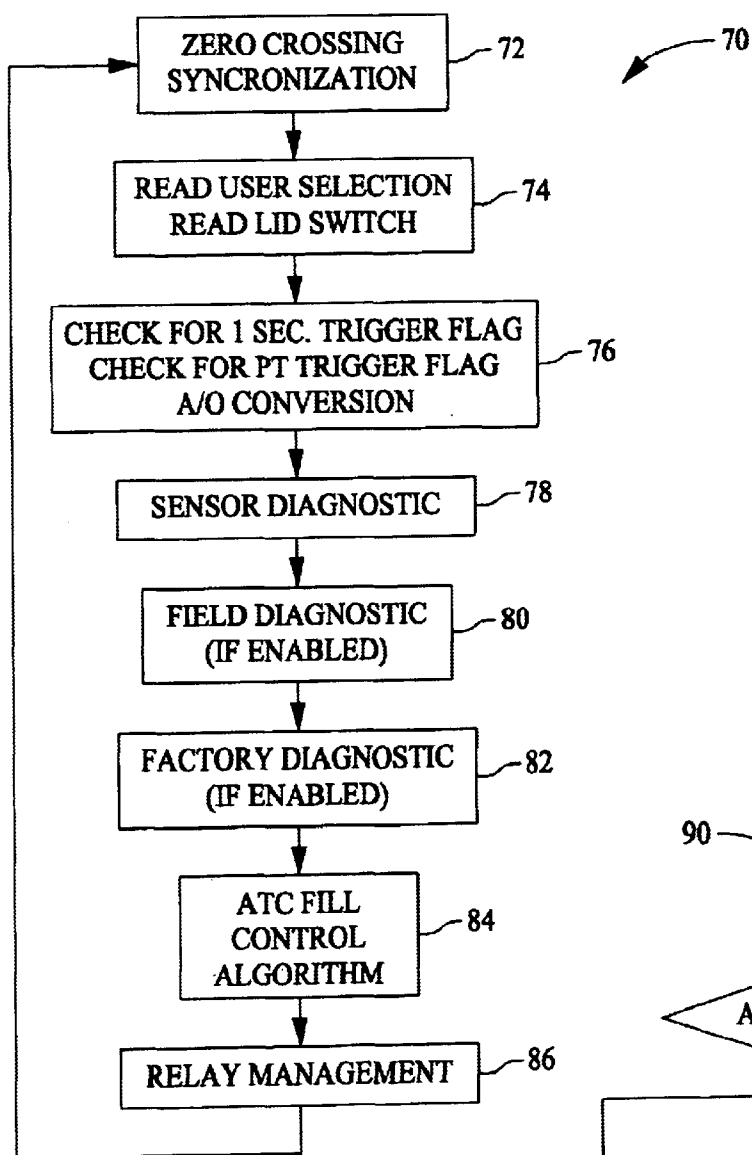 ZERO CROSSING
SYNCRONIZATION
72
70
READ USER SELECTION
READ LID SWITCH
74
CHECK FOR 1 SEC. TRIGGER FLAG
CHECK FOR PT TRIGGER FLAG
A/O CONVERSION
76
SENSOR DIAGNOSTIC
78
FIELD DIAGNOSTIC
(IF ENABLED)
80
FACTORY DIAGNOSTIC
(IF ENABLED)
82
90
ATC FILL
CONTROL
ALGORITHM
84
A
RELAY MANAGEMENT
86